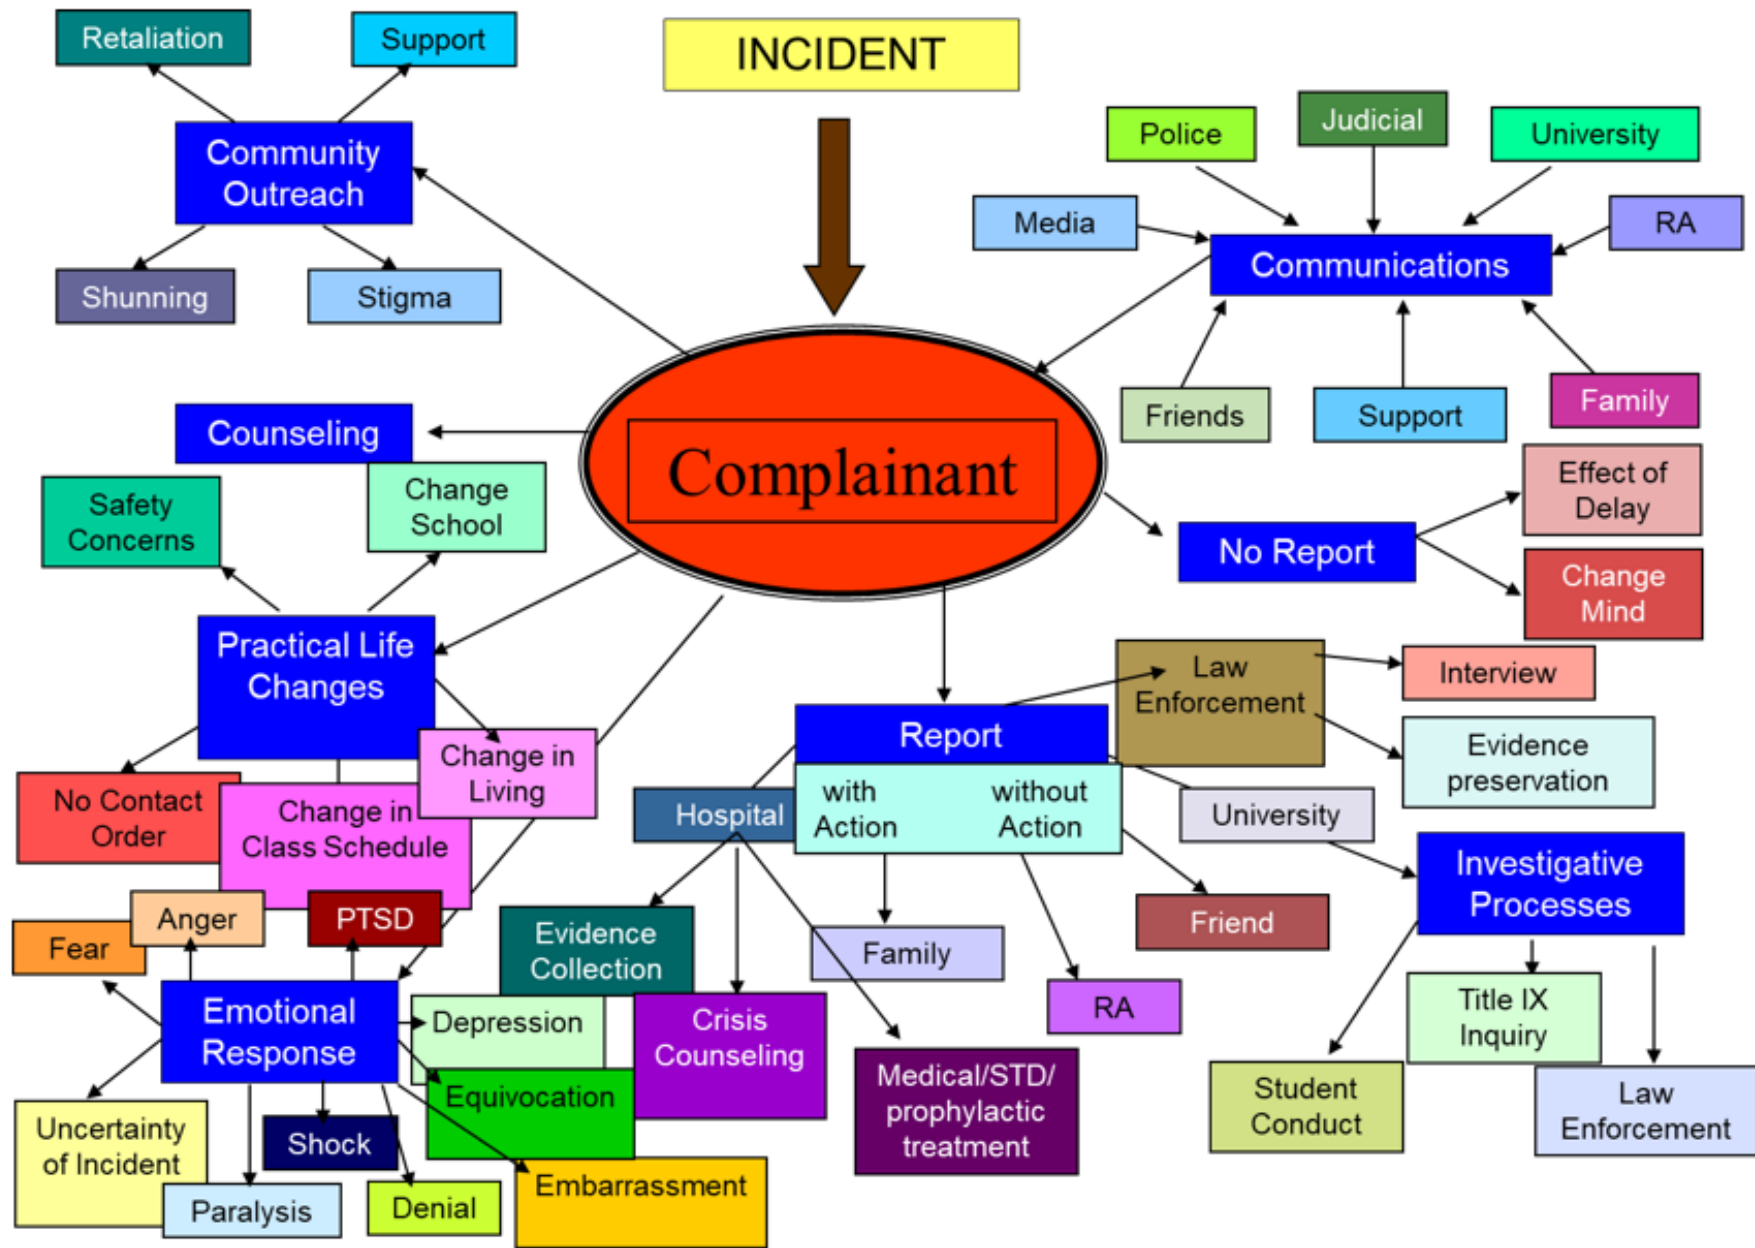 INCIDENT
Retaliation
Support
Community
Outreach
Shunning
Stigma
Police
Judicial
University
Media
RA
Communications
Friends
Support
Family
Complainant
Counseling
Safety
Concerns
Change
School
Practical Life
Changes
No Contact
Order
Change in
Class Schedule
Change in
Living
No Report
Effect of
Delay
Change
Mind
Report
with
Action
without
Action
Law
Enforcement
Interview
Evidence
preservation
Hospital
University
Evidence
Collection
Crisis
Counseling
Medical/STD/
prophylactic
treatment
Family
RA
Friend
Investigative
Processes
Student
Conduct
Title IX
Inquiry
Law
Enforcement
Fear
Anger
PTSD
Emotional
Response
Depression
Equivocation
Embarrassment
Uncertainty
of Incident
Paralysis
Shock
Denial